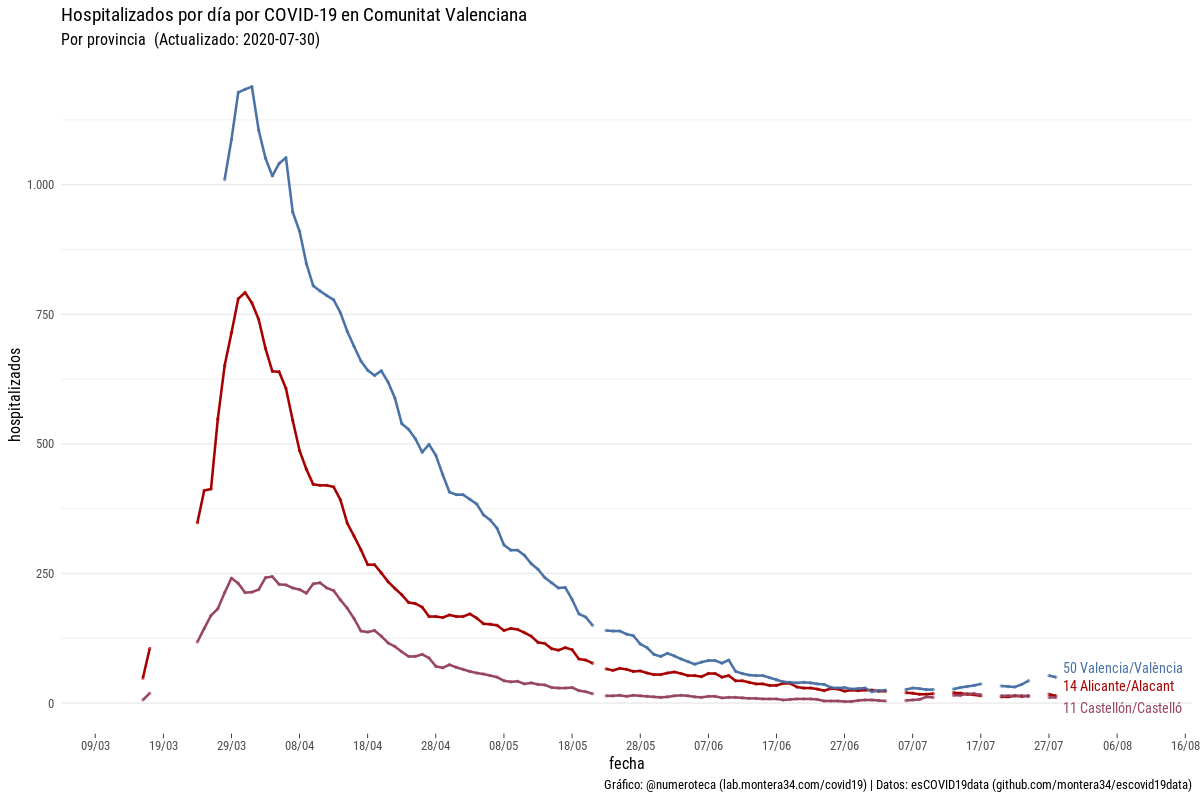 Hospitalizados por día por COVID-19 en Comunitat Valenciana
Por provincia  (Actualizado: 2020-07-30)
hospitalizados
1.000
750
500
250
0
50 Valencia/València
14 Alicante/Alacant
11 Castellón/Castelló
09/03 19/03 29/03 08/04 18/04 28/04 08/05 18/05 28/05 07/06 17/06 27/06 07/07 17/07 27/07 06/08 16/08
fecha
Gráfico: @numeroteca (lab.montera34.com/covid19) | Datos: esCOVID19data (github.com/montera34/escovid19data)